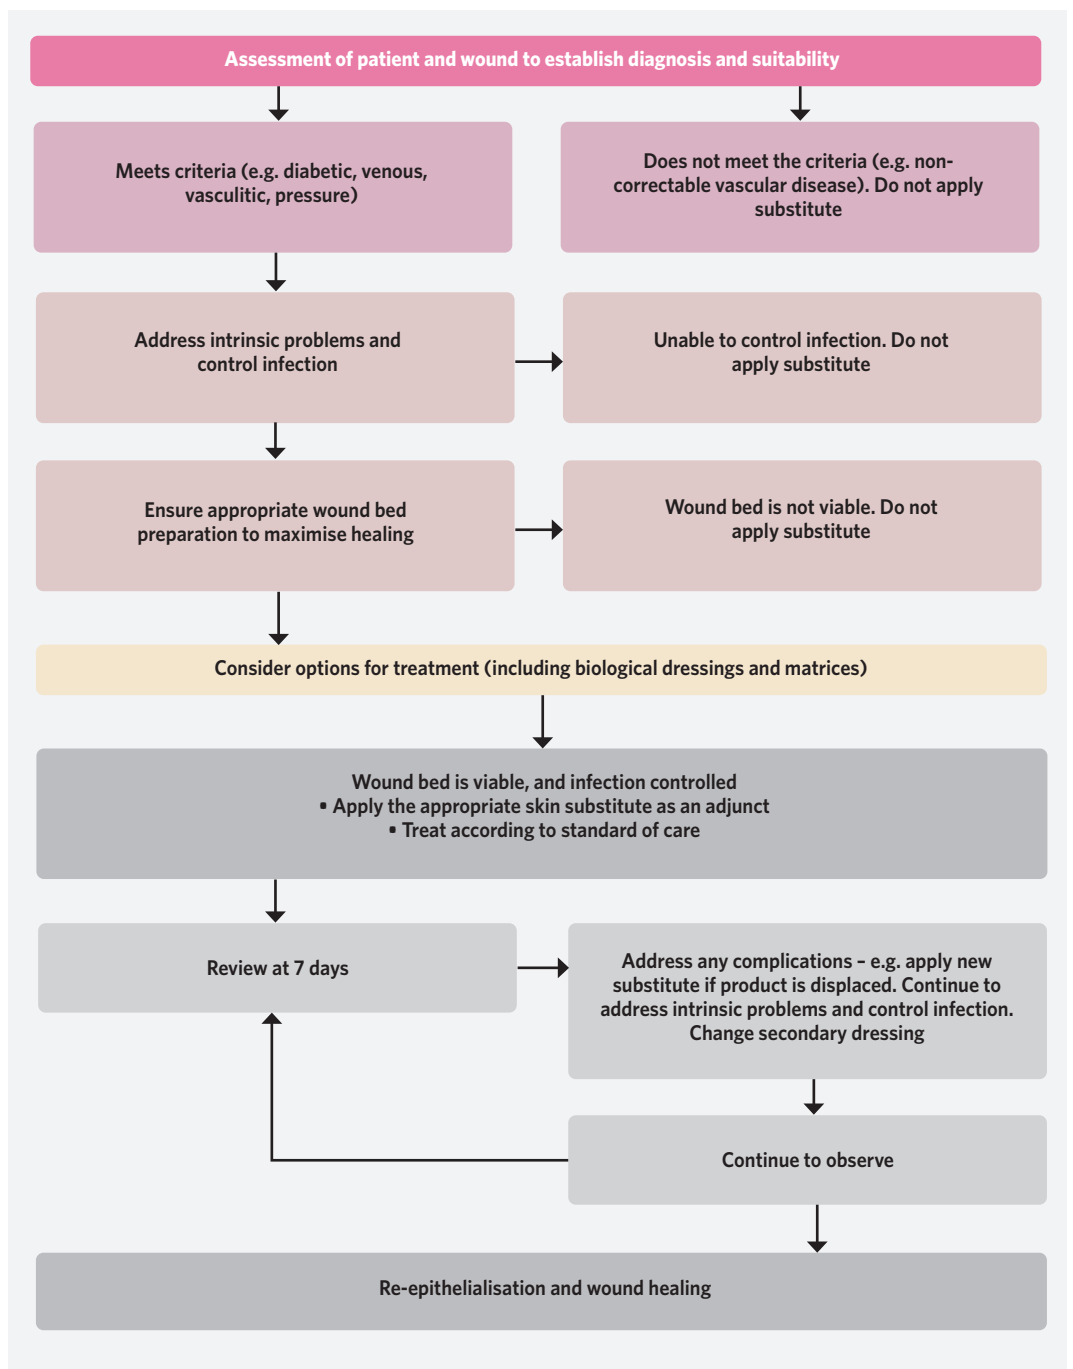 Assessment of patient and wound to establish diagnosis and suitability
Meets criteria (e.g. diabetic, venous,
vasculitic, pressure)
Does not meet the criteria (e.g. non-
correctable vascular disease). Do not apply
substitute
Address intrinsic problems and
control infection
Unable to control infection. Do not
apply substitute
Ensure appropriate wound bed
preparation to maximise healing
Wound bed is not viable. Do not
apply substitute
Consider options for treatment (including biological dressings and matrices)
Wound bed is viable, and infection controlled
• Apply the appropriate skin substitute as an adjunct
• Treat according to standard of care
Review at 7 days
Address any complications – e.g. apply new
substitute if product is displaced. Continue to
address intrinsic problems and control infection.
Change secondary dressing
Continue to observe
Re-epithelialisation and wound healing